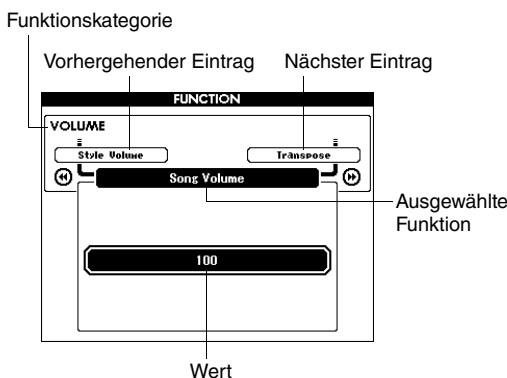 Funktionskategorie
Vorhergehender Eintrag
Nächster Eintrag
FUNCTION
VOLUME
Style Volume
Transpose
Song Volume
Ausgewählte
Funktion
100
Wert